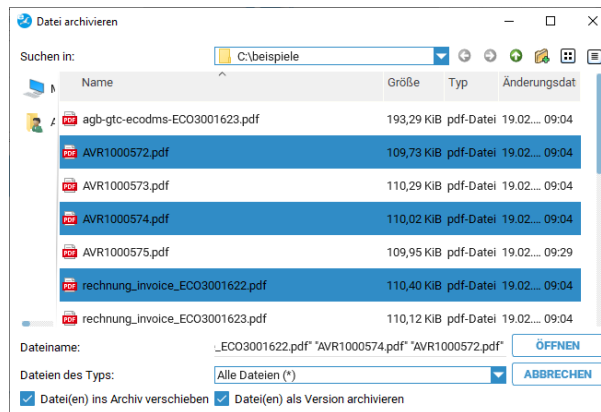 Datei archivieren
Suchen in: C:\beispiele
Name Größe Typ Änderungsdat
agb-gtc-ecodms-ECO3001623.pdf 193,29 KiB pdf-Datei 19.02.... 09:04
AVR1000572.pdf 109,73 KiB pdf-Datei 19.02.... 09:04
AVR1000573.pdf 110,29 KiB pdf-Datei 19.02.... 09:04
AVR1000574.pdf 110,02 KiB pdf-Datei 19.02.... 09:04
AVR1000575.pdf 109,95 KiB pdf-Datei 19.02.... 09:29
rechnung_invoice_ECO3001622.pdf 110,40 KiB pdf-Datei 19.02.... 09:04
rechnung_invoice_ECO3001623.pdf 110,12 KiB pdf-Datei 19.02.... 09:04
Dateiname: _ECO3001622.pdf" "AVR1000574.pdf" "AVR1000572.pdf" ÖFFNEN
Dateien des Typs: Alle Dateien (*) ABBRECHEN
Datei(en) ins Archiv verschieben Datei(en) als Version archivieren